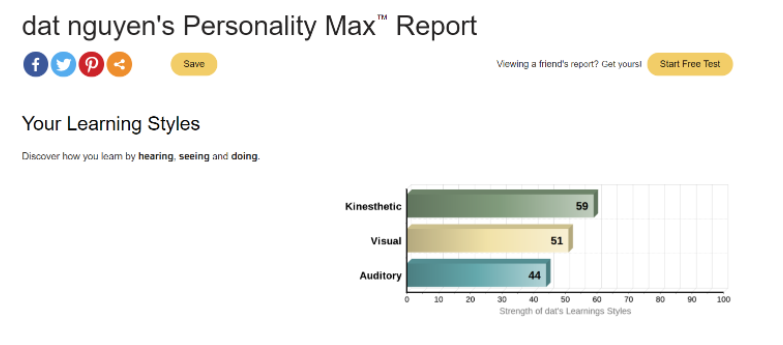 dat nguyen's Personality Max™ Report
Save
Viewing a friend's report? Get yours!
Start Free Test
Your Learning Styles
Discover how you learn by hearing, seeing and doing.
Kinesthetic 59
Visual 51
Auditory 44
0 10 20 30 40 50 60 70 80 90 100
Strength of dat's Learnings Styles